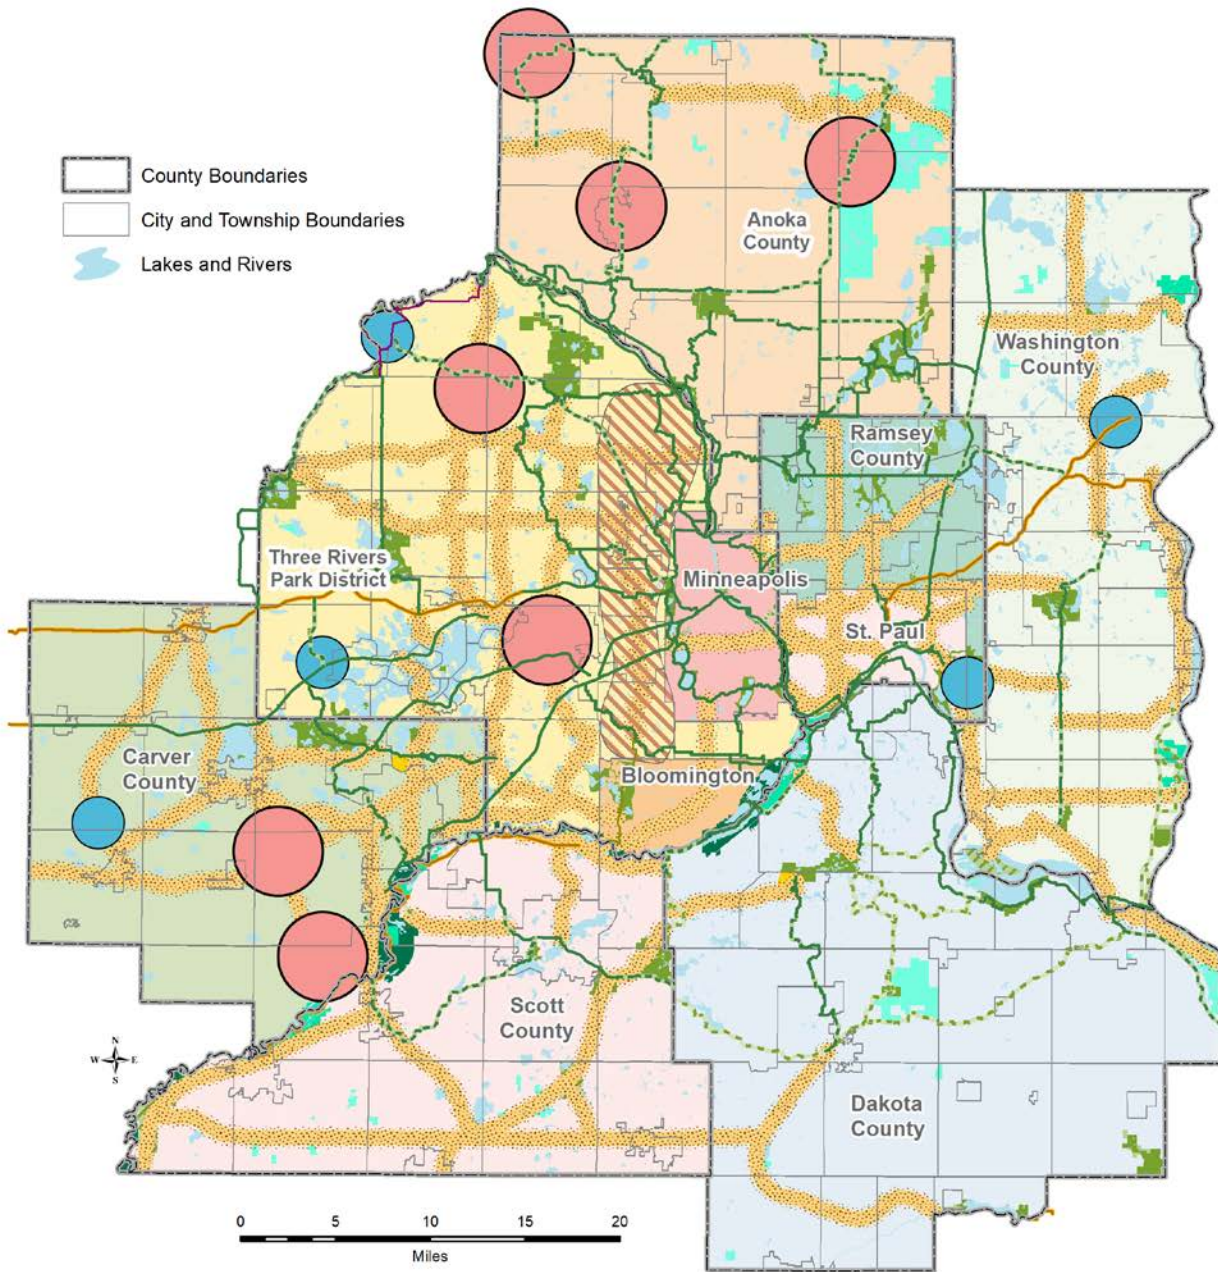 County Boundaries
City and Township Boundaries
Lakes and Rivers
Anoka
County
Washington
County
Ramsey
County
Three Rivers
Park District
Minneapolis
St. Paul
Carver
County
Bloomington
Scott
County
N
W E
S
Dakota
County
0 5 10 15 20
Miles